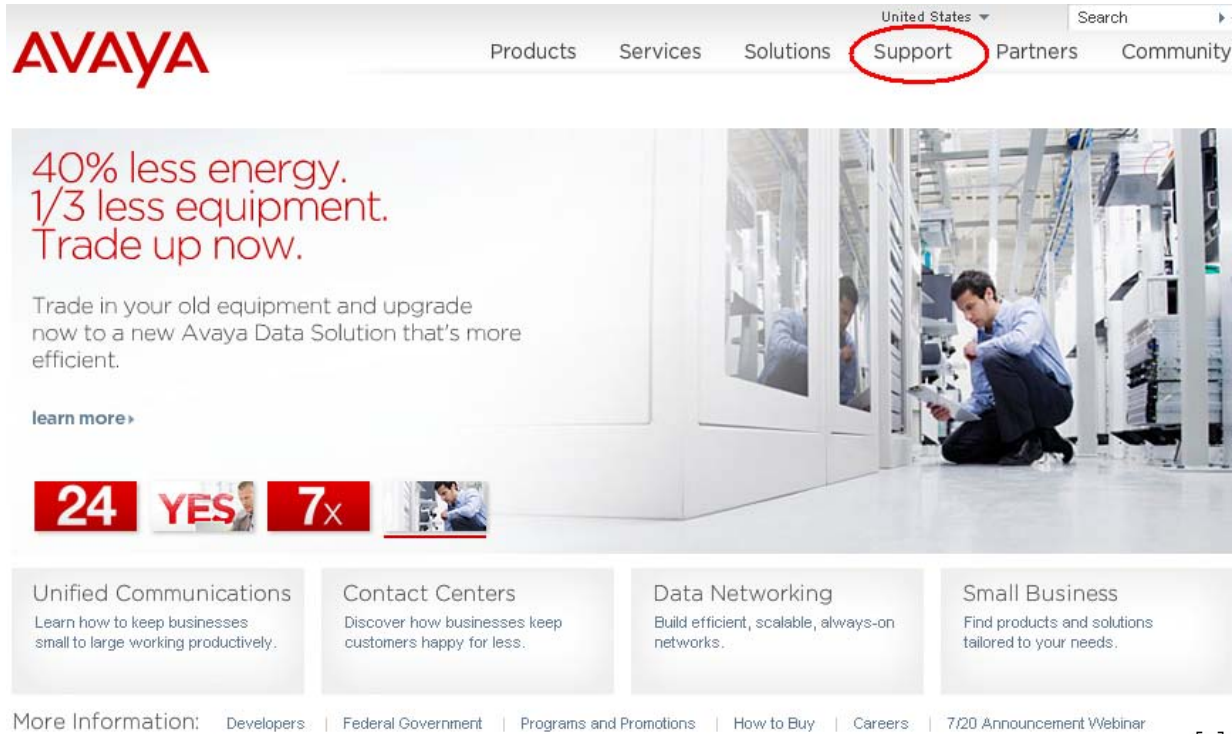 United States
Search
AVAYA
Products Services Solutions Support Partners Community
40% less energy.
1/3 less equipment.
Trade up now.
Trade in your old equipment and upgrade
now to a new Avaya Data Solution that's more
efficient.
learn more
24 YES 7x
Unified Communications
Learn how to keep businesses
small to large working productively.
Contact Centers
Discover how businesses keep
customers happy for less.
Data Networking
Build efficient, scalable, always-on
networks.
Small Business
Find products and solutions
tailored to your needs.
More Information: Developers | Federal Government | Programs and Promotions | How to Buy | Careers | 7/20 Announcement Webinar